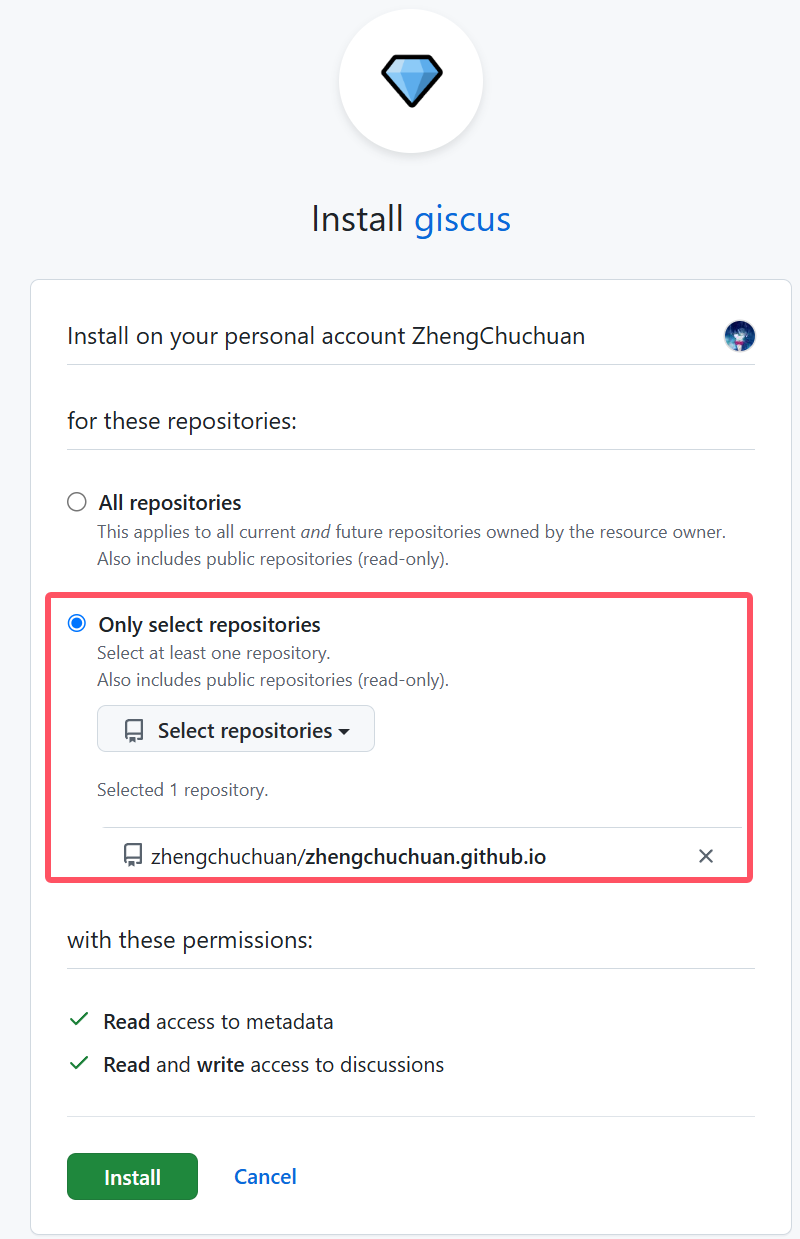 Install giscus
Install on your personal account ZhengChuchuan
for these repositories:
All repositories
This applies to all current and future repositories owned by the resource owner.
Also includes public repositories (read-only).
Only select repositories
Select at least one repository.
Also includes public repositories (read-only).
Select repositories
Selected 1 repository.
zhengchuchuan/zhengchuchuan.github.io
with these permissions:
Read access to metadata
Read and write access to discussions
Install Cancel